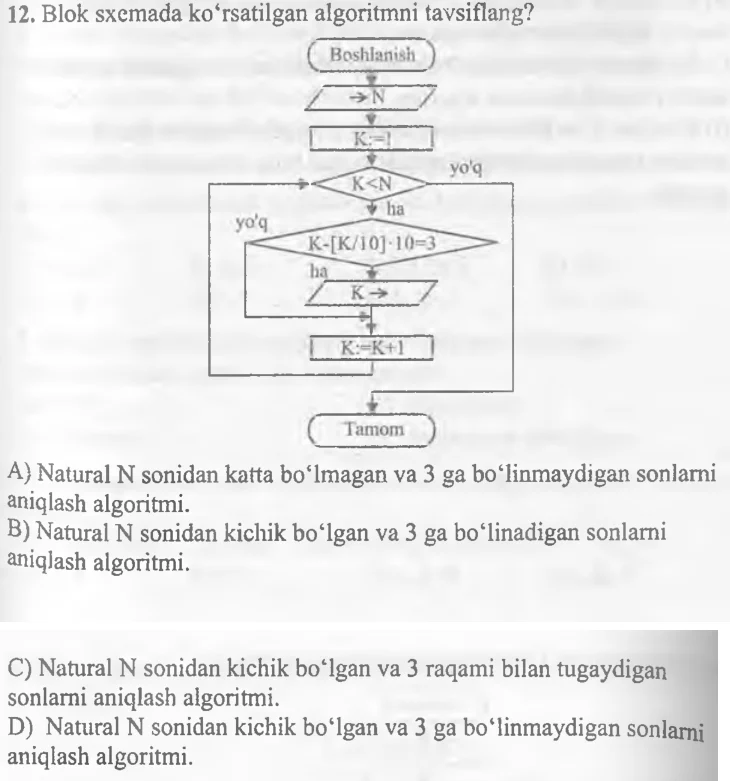 12. Blok sxemada ko‘rsatilgan algoritmni tavsiflang?
Boshlanish
→N
K:=1
K<N
yo'q
ha
yo'q
K-[K/10]·10=3
ha
K→
K:=K+1
Tamom
A) Natural N sonidan katta bo‘lmagan va 3 ga bo‘linmaydigan sonlarni
aniqlash algoritmi.
B) Natural N sonidan kichik bo‘lgan va 3 ga bo‘linadigan sonlarni
aniqlash algoritmi.
C) Natural N sonidan kichik bo‘lgan va 3 raqami bilan tugaydigan
sonlarni aniqlash algoritmi.
D) Natural N sonidan kichik bo‘lgan va 3 ga bo‘linmaydigan sonlarni
aniqlash algoritmi.